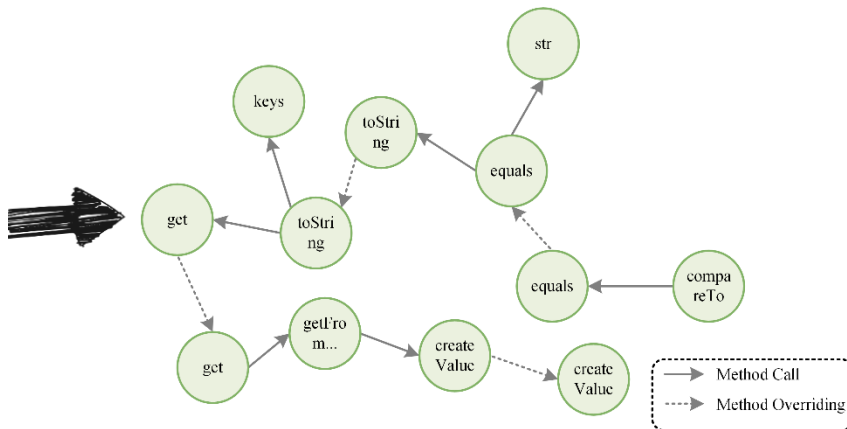 str
keys
toStri
ng
equals
get
toStri
ng
equals
compa
reTo
getFro
m...
get
create
Value
create
Value
Method Call
Method Overriding